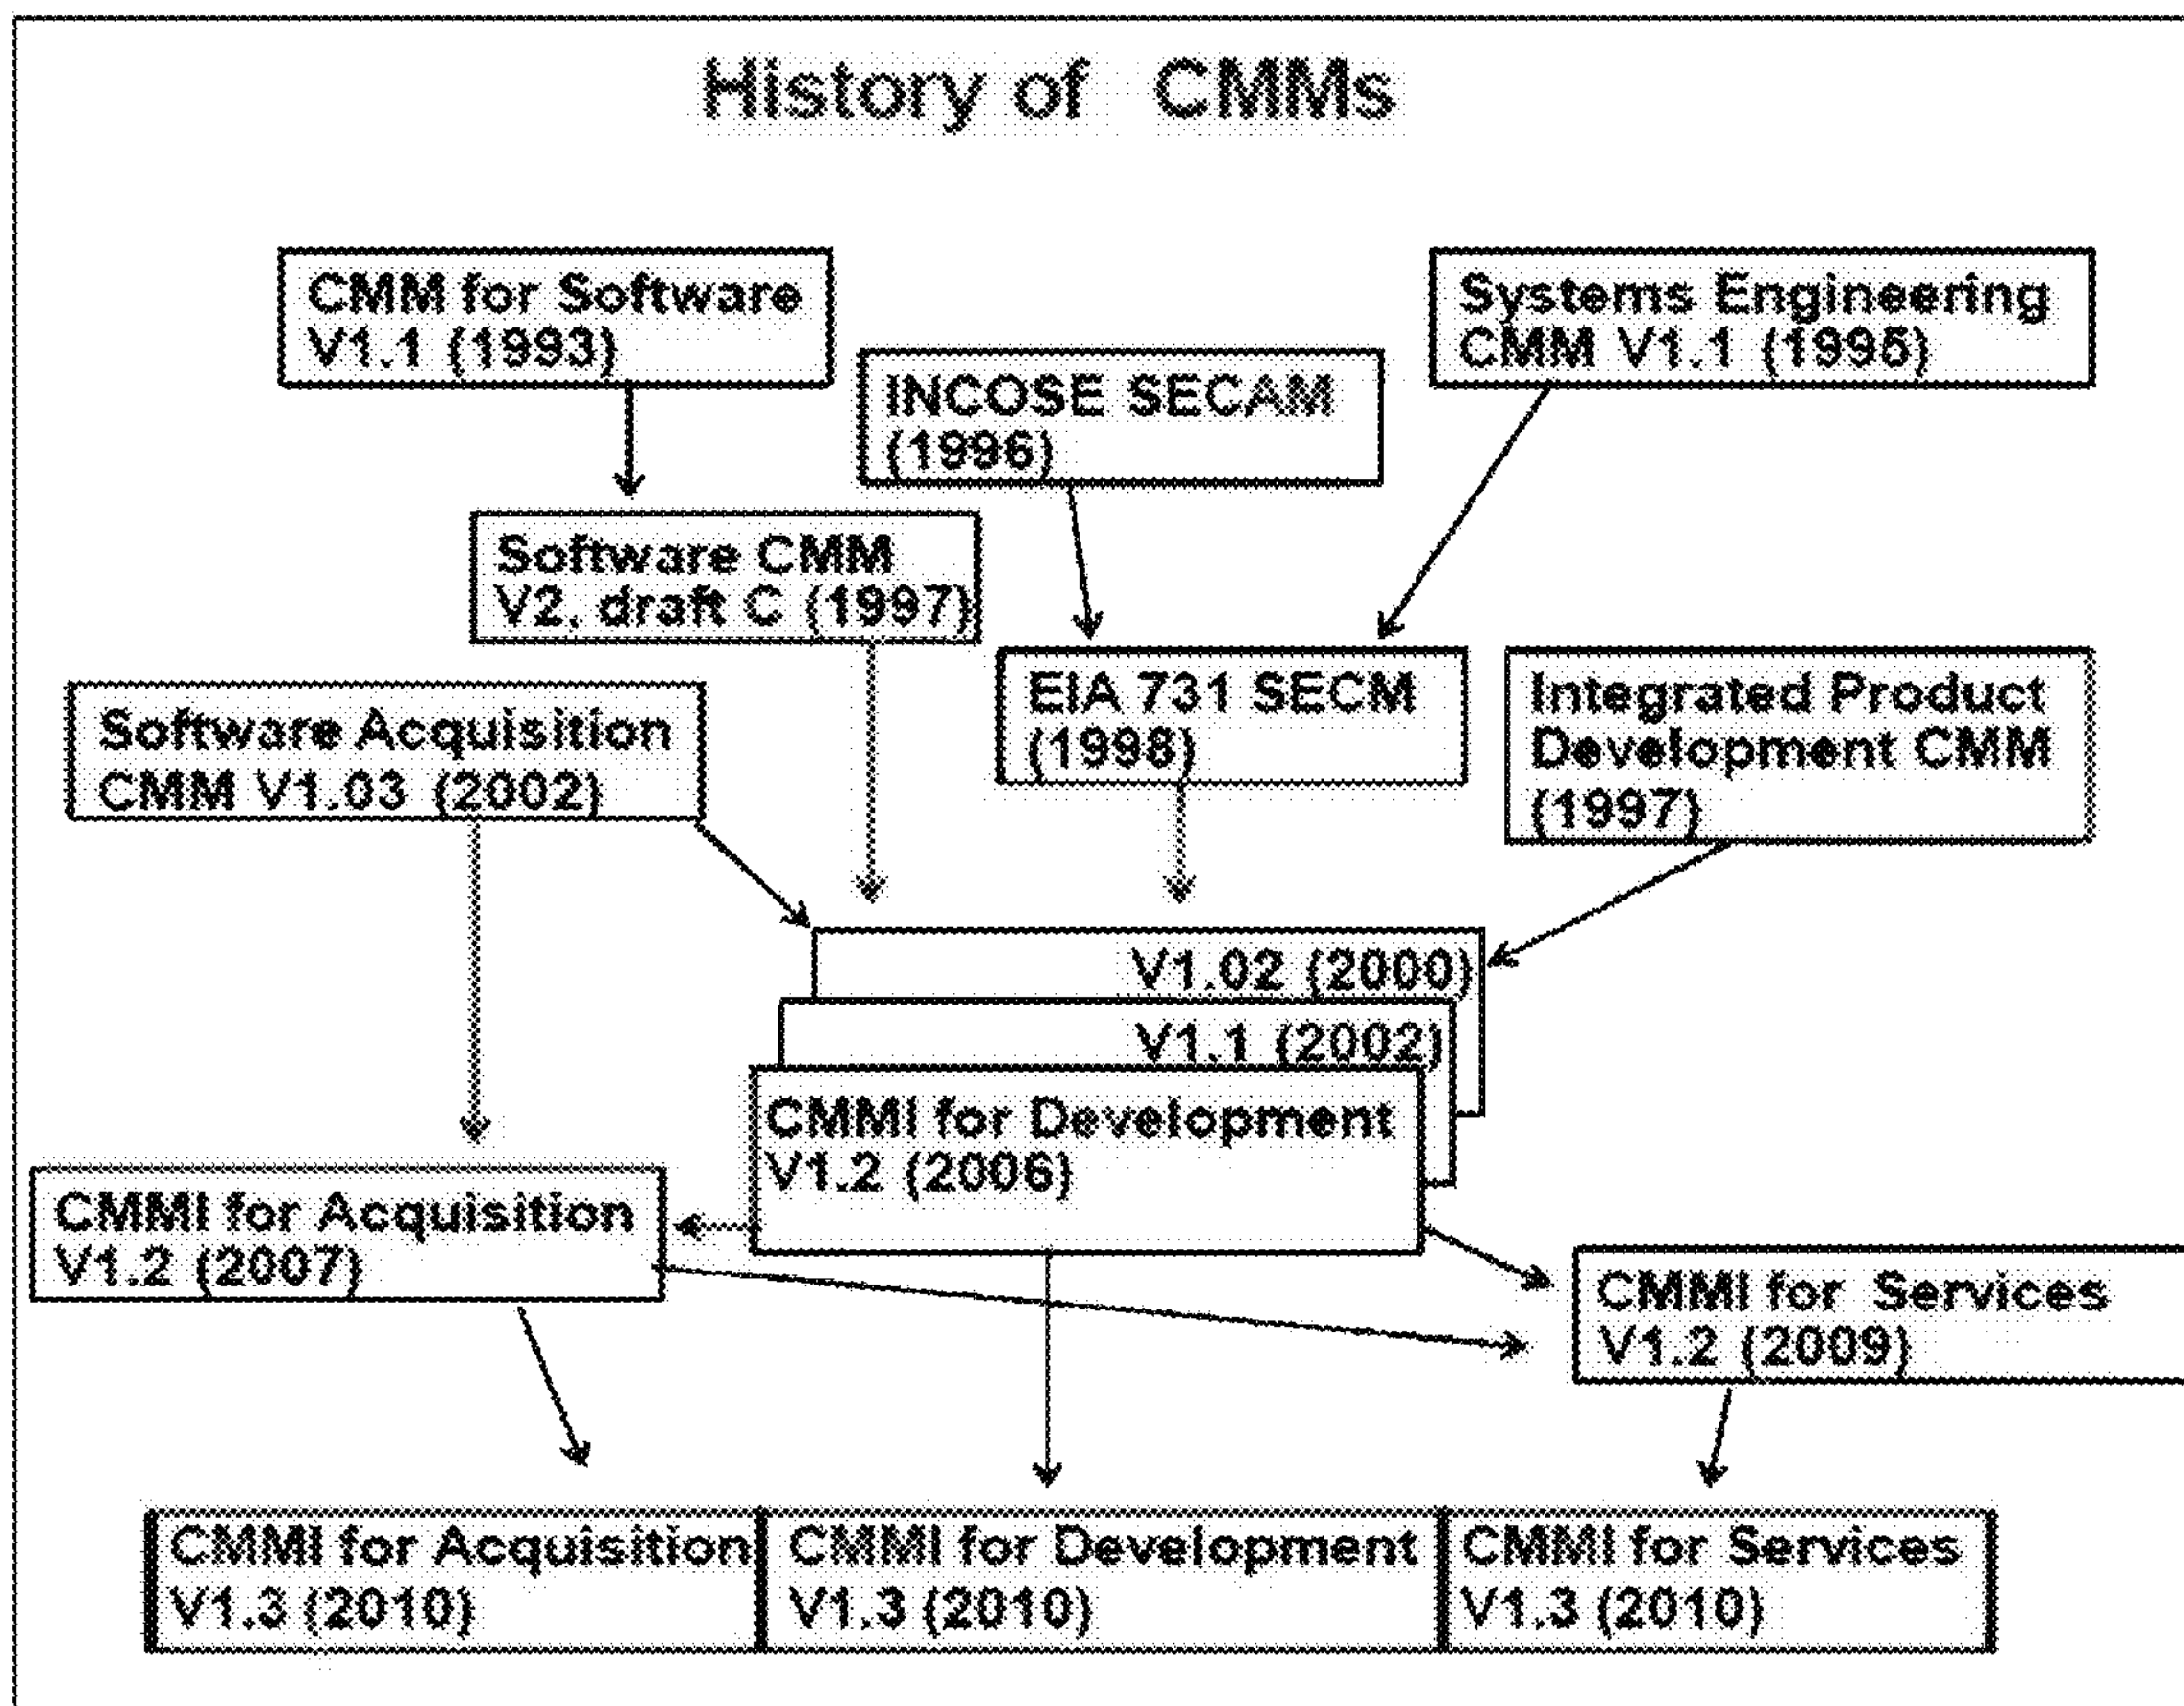 History of CMMs
CMM for Software
V1.1 (1993)
Systems Engineering
CMM V1.1 (1995)
INCOSE SECAM
(1996)
Software CMM
V2, draft C (1997)
EIA 731 SECM
(1998)
Integrated Product
Development CMM
(1997)
Software Acquisition
CMM V1.03 (2002)
V1.02 (2000)
V1.1 (2002)
CMMI for Development
V1.2 (2006)
CMMI for Acquisition
V1.2 (2007)
CMMI for Services
V1.2 (2009)
CMMI for Acquisition
V1.3 (2010)
CMMI for Development
V1.3 (2010)
CMMI for Services
V1.3 (2010)